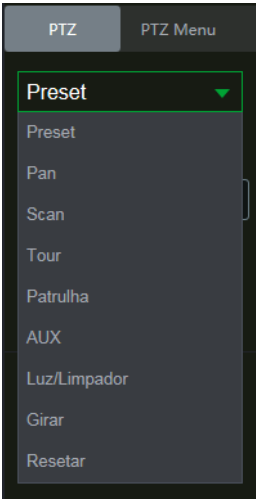 PTZ PTZ Menu
Preset
Preset
Pan
Scan
Tour
Patrulha
AUX
Luz/Limpador
Girar
Resetar